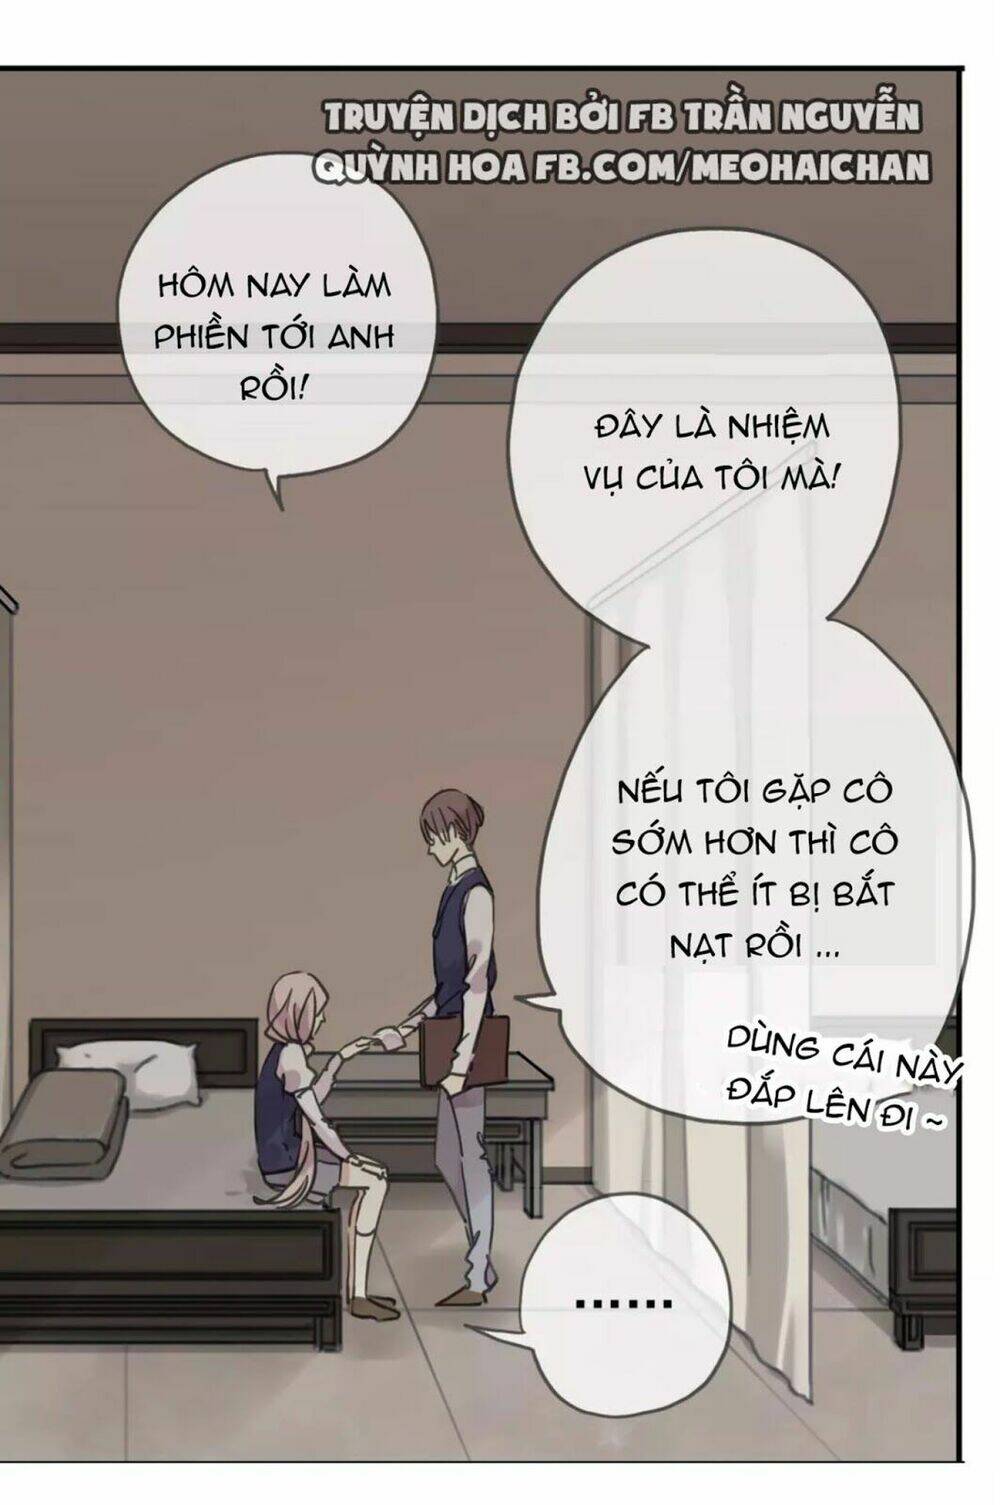 TRUYỆN DỊCH BỞI FB TRẦN NGUYỄN
QUỲNH HOA FB.COM/MEOHAICHAN
HÔM NAY LÀM
PHIỀN TỚI ANH
RỒI!
ĐÂY LÀ NHIỆM
VỤ CỦA TÔI MÀ!
NẾU TÔI GẶP CÔ
SỚM HƠN THÌ CÔ
CÓ THỂ ÍT BỊ BẮT
NẠT RỒI ...
DÙNG CÁI NÀY
ĐẮP LÊN ĐI ~
......